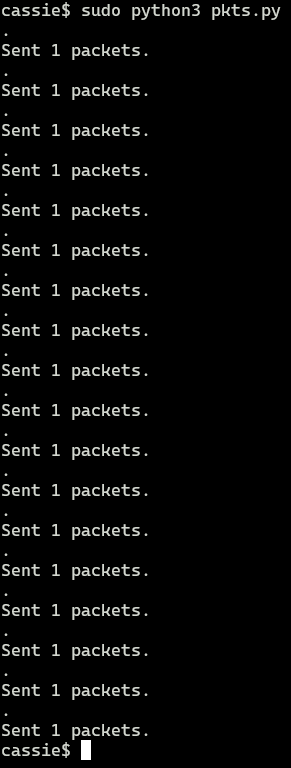 cassie$ sudo python3 pkts.py
.
Sent 1 packets.
.
Sent 1 packets.
.
Sent 1 packets.
.
Sent 1 packets.
.
Sent 1 packets.
.
Sent 1 packets.
.
Sent 1 packets.
.
Sent 1 packets.
.
Sent 1 packets.
.
Sent 1 packets.
.
Sent 1 packets.
.
Sent 1 packets.
.
Sent 1 packets.
.
Sent 1 packets.
.
Sent 1 packets.
.
Sent 1 packets.
.
Sent 1 packets.
.
Sent 1 packets.
cassie$